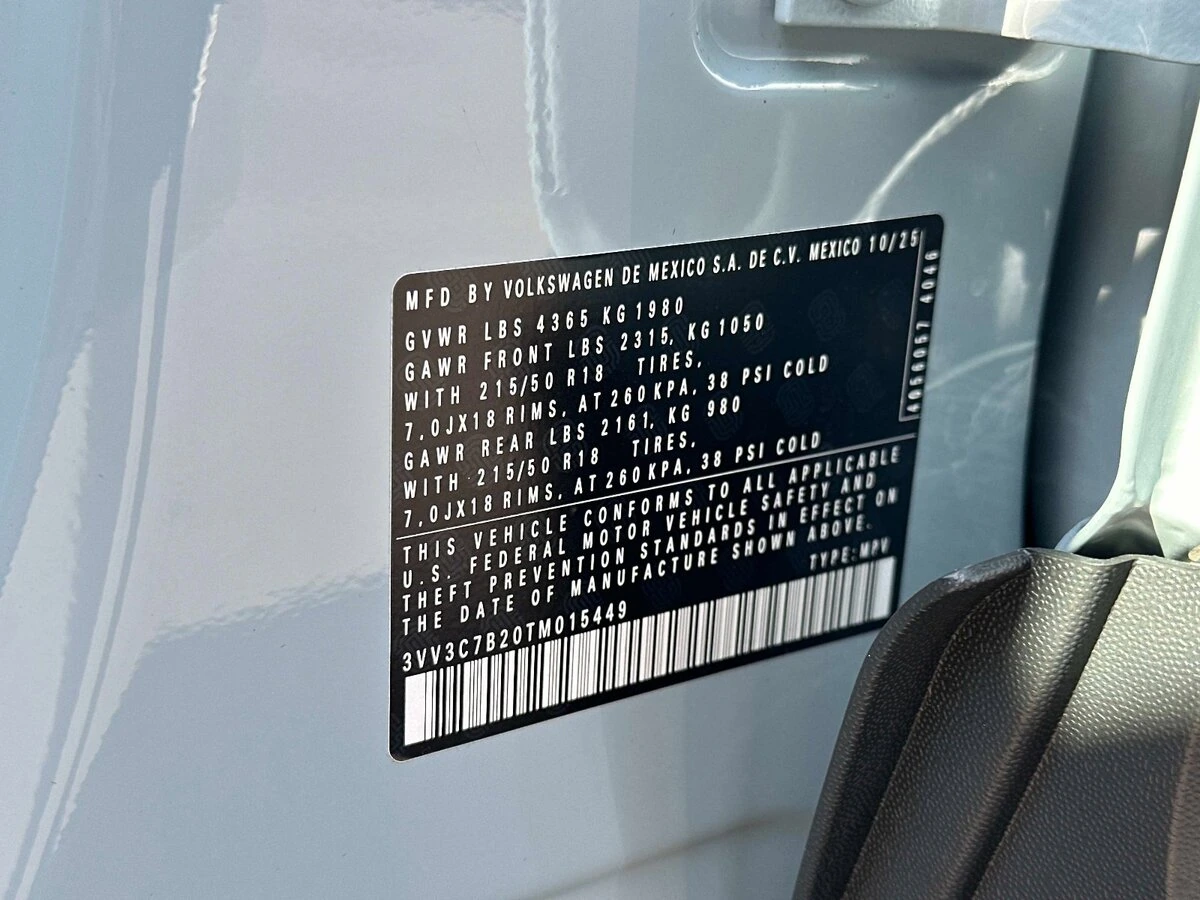 MFD BY VOLKSWAGEN DE MEXICO S.A. DE C.V. MEXICO 10/25
GVWR LBS 4365 KG 1980
GAWR FRONT LBS 2315, KG 1050
WITH 215/50 R18 TIRES,
7,0JX18 RIMS, AT 260 KPA, 38 PSI COLD
GAWR REAR LBS 2161, KG 980
WITH 215/50 R18 TIRES,
7,0JX18 RIMS, AT 260 KPA, 38 PSI COLD
THIS VEHICLE CONFORMS TO ALL APPLICABLE
U.S. FEDERAL MOTOR VEHICLE SAFETY AND
THEFT PREVENTION STANDARDS IN EFFECT ON
THE DATE OF MANUFACTURE SHOWN ABOVE.
TYPE: MPV
3VV3C7B20TM015449